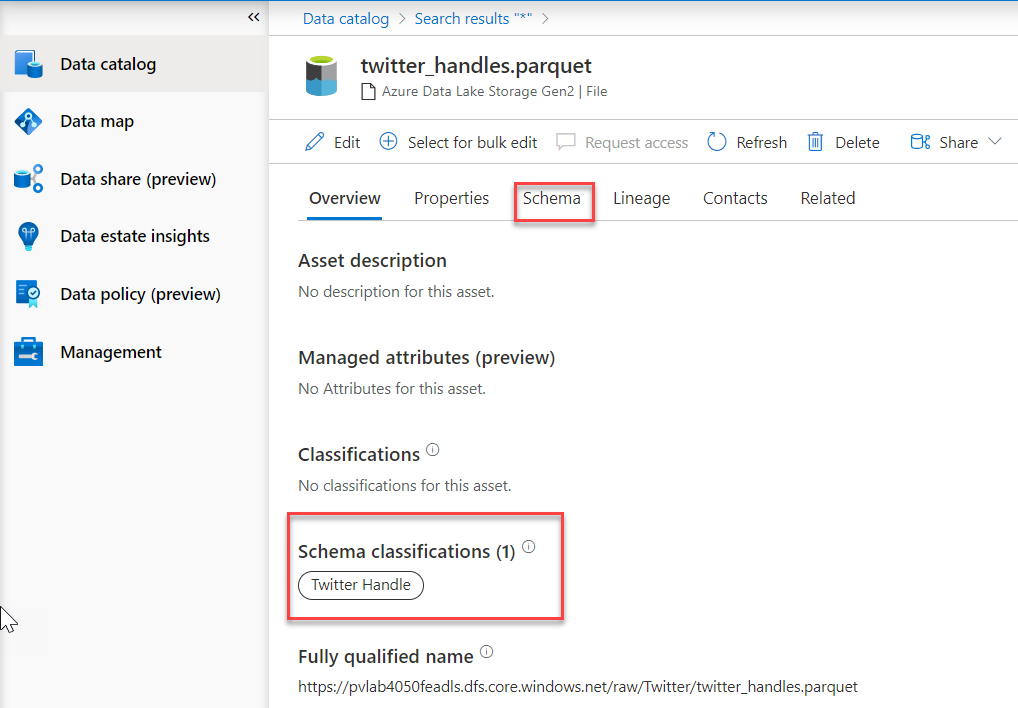 Data catalog > Search results "*" >
Data catalog
Data map
Data share (preview)
Data estate insights
Data policy (preview)
Management
twitter_handles.parquet
Azure Data Lake Storage Gen2 | File
Edit Select for bulk edit Request access Refresh Delete Share
Overview Properties Schema Lineage Contacts Related
Asset description
No description for this asset.
Managed attributes (preview)
No Attributes for this asset.
Classifications
No classifications for this asset.
Schema classifications (1)
Twitter Handle
Fully qualified name
https://pvlab4050feadls.dfs.core.windows.net/raw/Twitter/twitter_handles.parquet